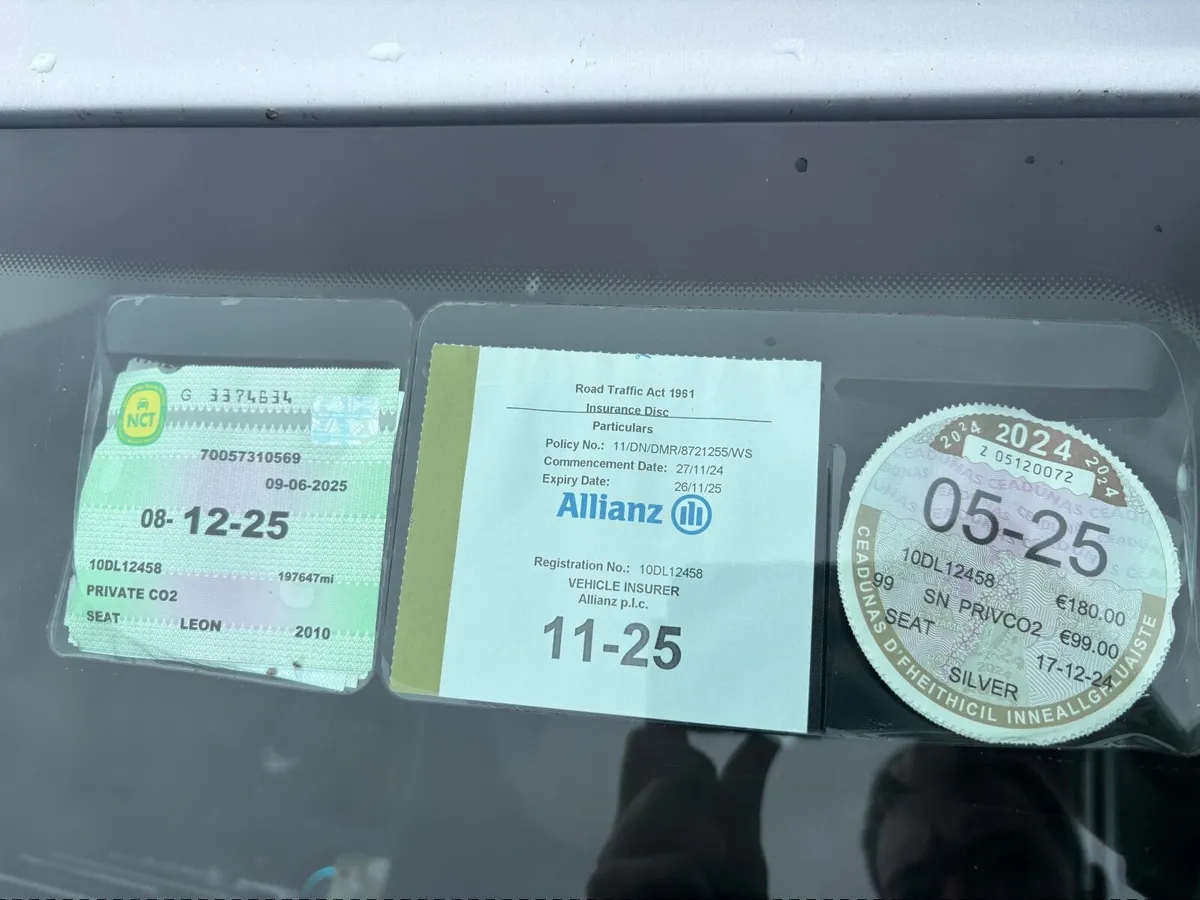 NCT
G 3374634
70057310569
09-06-2025
08-12-25
10DL12458
197647mi
PRIVATE CO2
SEAT LEON 2010
Road Traffic Act 1961
Insurance Disc
Particulars
Policy No.: 11/DN/DMR/8721255/WS
Commencement Date: 27/11/24
Expiry Date: 26/11/25
Allianz
Registration No.: 10DL12458
VEHICLE INSURER
Allianz p.l.c.
11-25
2024 2024 2024
Z 05120072
05-25
10DL12458
€180.00
99 SN PRIVCO2 €99.00
SEAT
17-12-24
SILVER
CEADÚNAS D'FHEITHICIL INNEALLGHLUAISTE